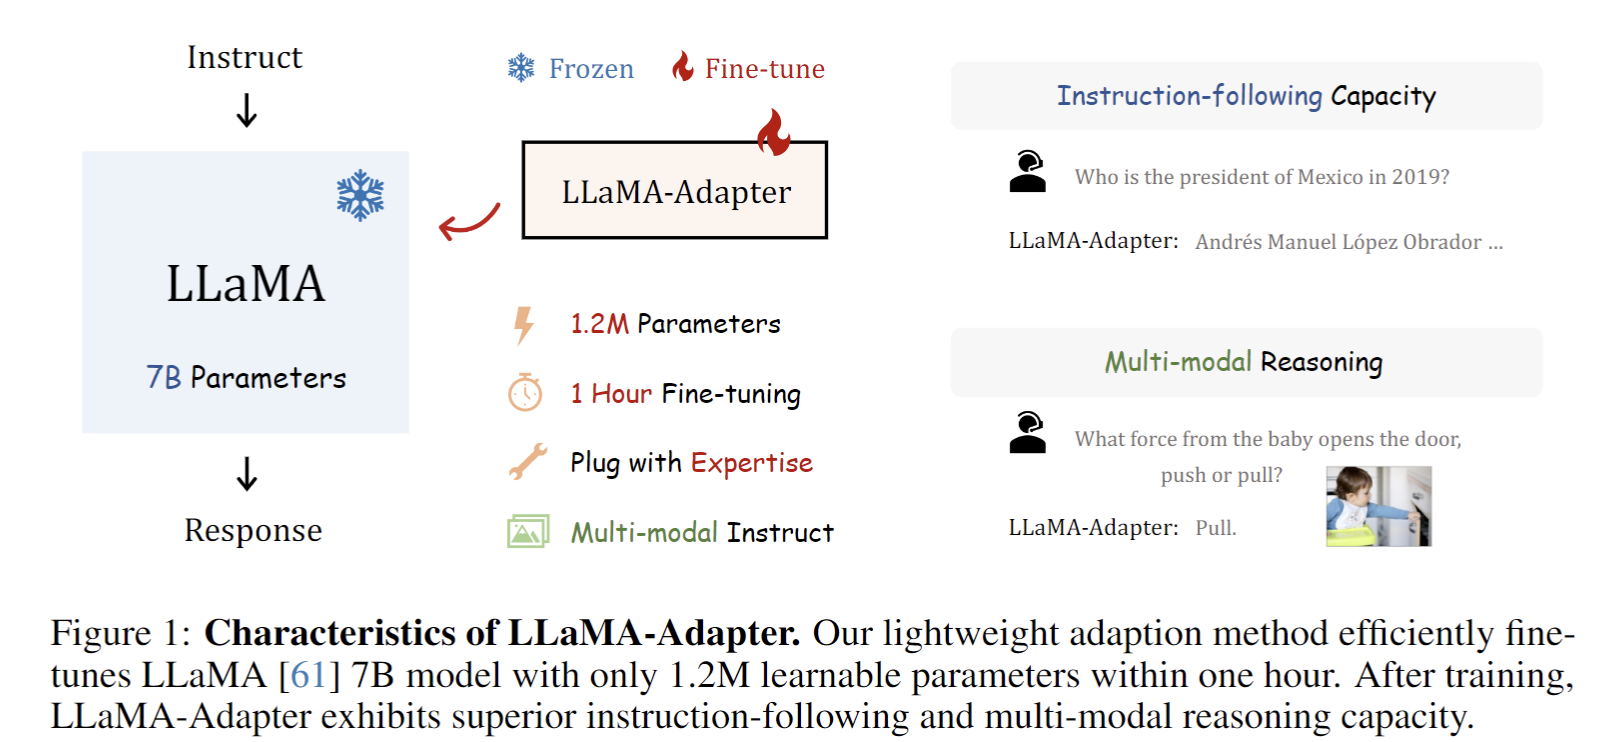 Instruct
LLaMA
7B Parameters
Response
Frozen
Fine-tune
LLaMA-Adapter
1.2M Parameters
1 Hour Fine-tuning
Plug with Expertise
Multi-modal Instruct
Instruction-following Capacity
Who is the president of Mexico in 2019?
LLaMA-Adapter: Andrés Manuel López Obrador ...
Multi-modal Reasoning
What force from the baby opens the door,
push or pull?
LLaMA-Adapter: Pull.
Figure 1: Characteristics of LLaMA-Adapter. Our lightweight adaption method efficiently fine-
tunes LLaMA [61] 7B model with only 1.2M learnable parameters within one hour. After training,
LLaMA-Adapter exhibits superior instruction-following and multi-modal reasoning capacity.